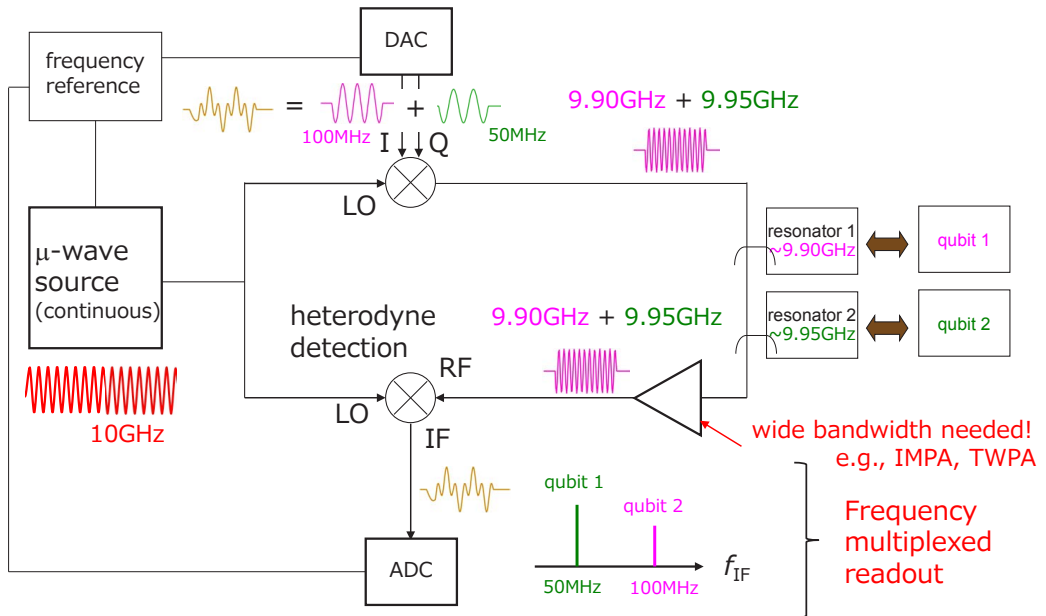 DAC
frequency
reference
=
+
100MHz
50MHz
I
Q
9.90GHz + 9.95GHz
LO
μ-wave
source
(continuous)
resonator 1
~9.90GHz
qubit 1
resonator 2
~9.95GHz
qubit 2
heterodyne
detection
9.90GHz + 9.95GHz
RF
LO
IF
10GHz
wide bandwidth needed!
e.g., IMPA, TWPA
qubit 1
qubit 2
50MHz
100MHz
fIF
Frequency
multiplexed
readout
ADC